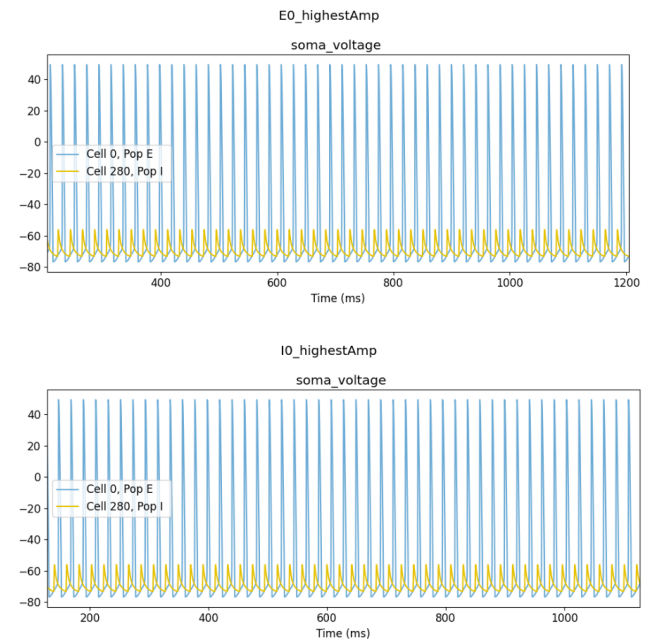 E0_highestAmp
soma_voltage
40
20
0
−20
−40
−60
−80
Cell 0, Pop E
Cell 280, Pop I
400
600
800
1000
1200
Time (ms)
I0_highestAmp
soma_voltage
40
20
0
−20
−40
−60
−80
Cell 0, Pop E
Cell 280, Pop I
200
400
600
800
1000
Time (ms)